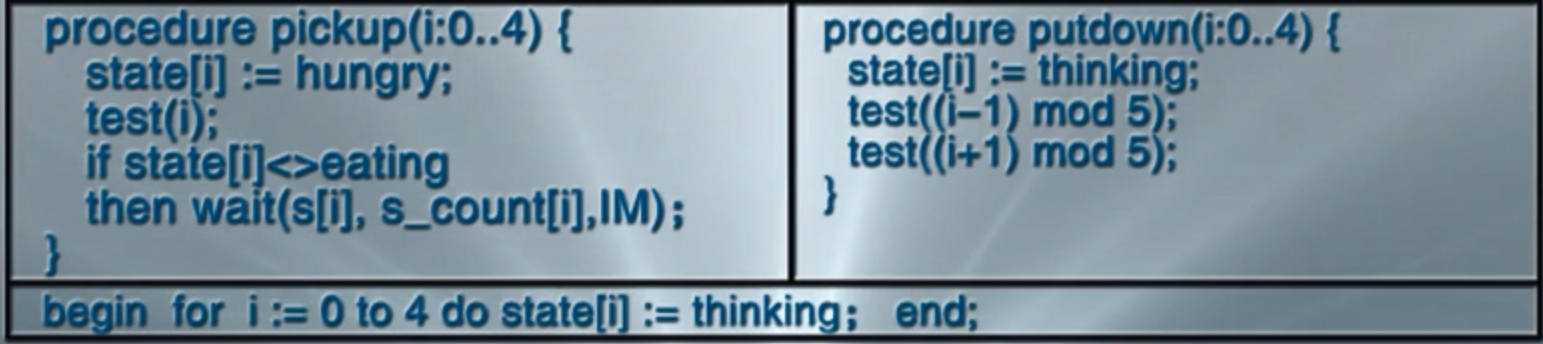 procedure pickup(i:0..4) {
state[i] := hungry;
test(i);
if state[i]<>eating
then wait(s[i], s_count[i],IM);
}
procedure putdown(i:0..4) {
state[i] := thinking;
test((i–1) mod 5);
test((i+1) mod 5);
}
begin for i := 0 to 4 do state[i] := thinking; end;